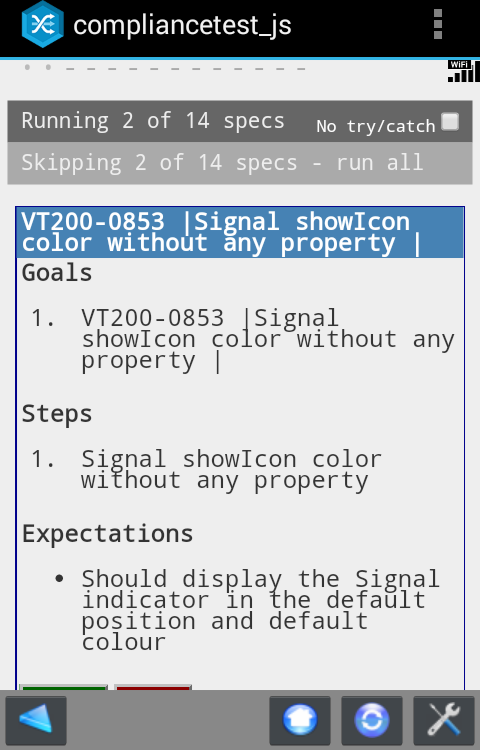 compliancetest_js
WiFi
Running 2 of 14 specs No try/catch
Skipping 2 of 14 specs - run all
VT200-0853 |Signal showIcon
color without any property |
Goals
1. VT200-0853 |Signal
showIcon color without any
property |
Steps
1. Signal showIcon color
without any property
Expectations
• Should display the Signal
indicator in the default
position and default
colour